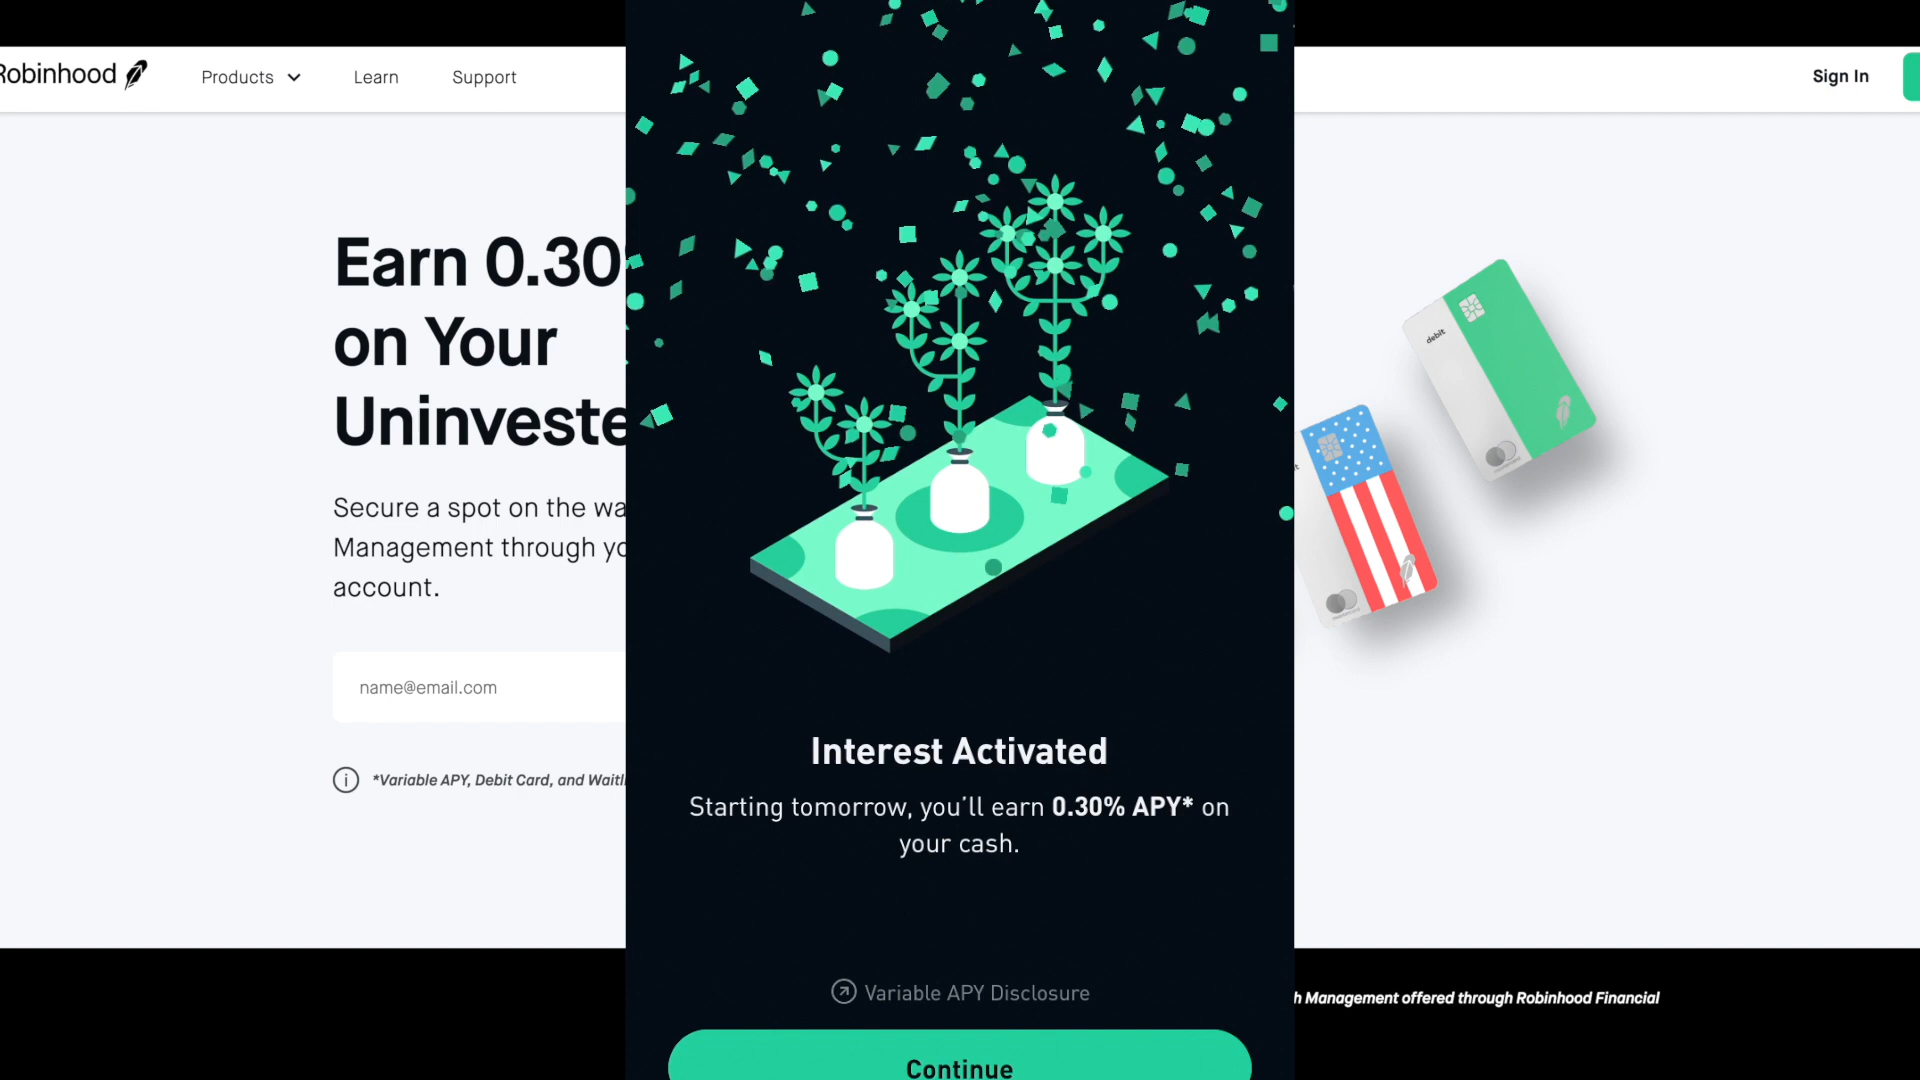 Robinhood
Products
Learn
Support
Sign In
Earn 0.30
on Your
Uninveste
Secure a spot on the wa
Management through yo
account.
name@email.com
*Variable APY, Debit Card, and Waitli
debit
Interest Activated
Starting tomorrow, you'll earn 0.30% APY* on
your cash.
Variable APY Disclosure
Continue
h Management offered through Robinhood Financial